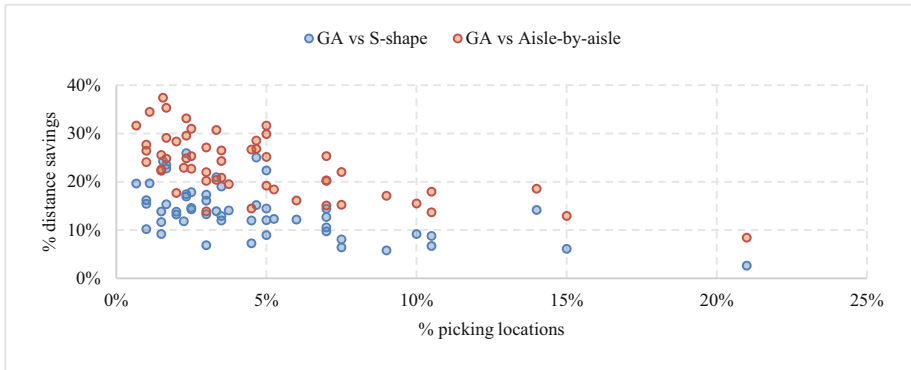 GA vs S-shape GA vs Aisle-by-aisle
40%
30%
20%
10%
0%
0% 5% 10% 15% 20% 25%
% distance savings
% picking locations